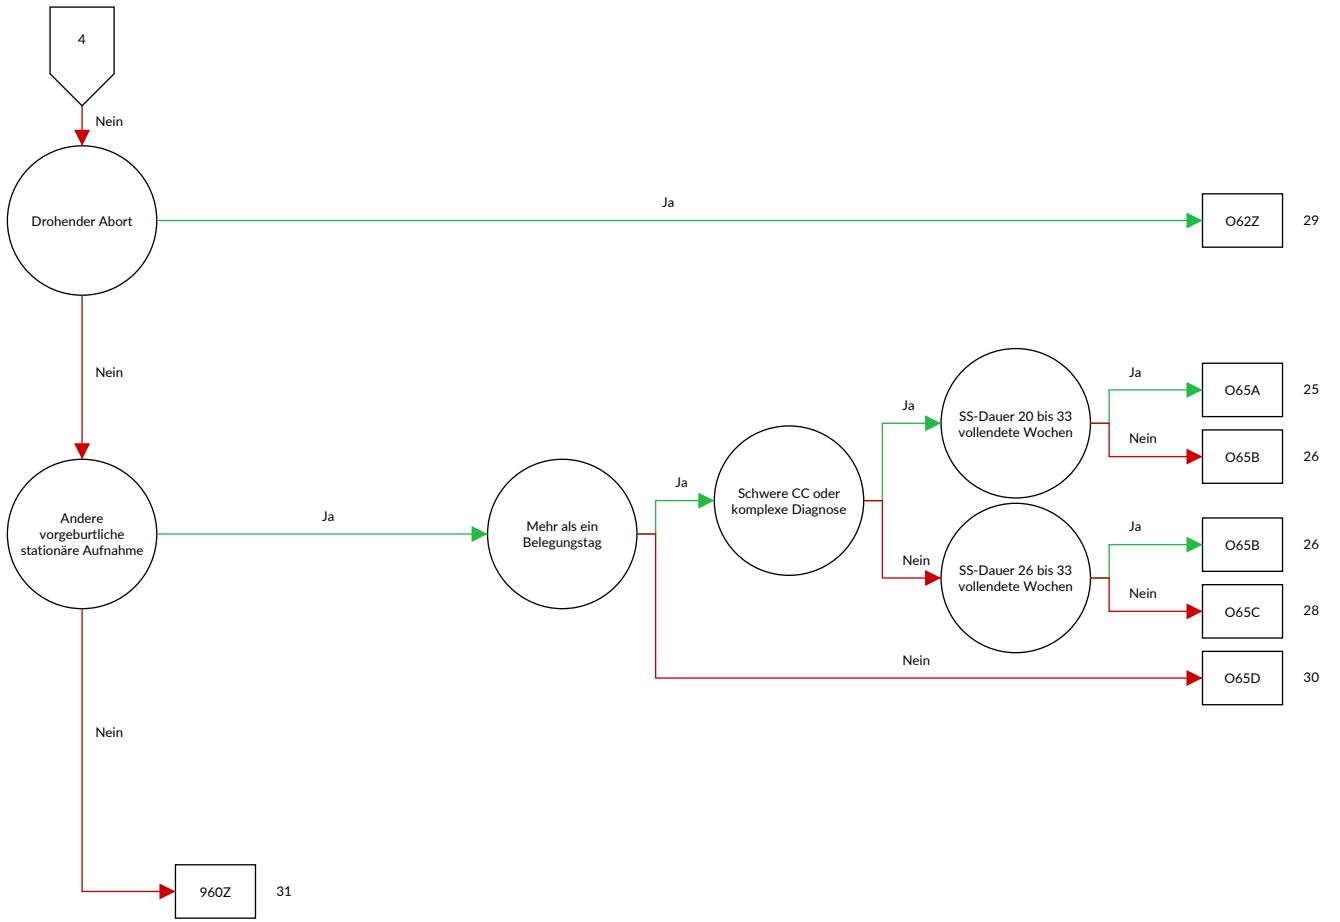 4
Nein
Drohender Abort
Ja
O62Z
29
Nein
Andere
vorgeburtliche
stationäre Aufnahme
Ja
Mehr als ein
Belegungstag
Ja
Schwere CC oder
komplexe Diagnose
Ja
SS-Dauer 20 bis 33
vollendete Wochen
Ja
O65A
25
Nein
O65B
26
Nein
SS-Dauer 26 bis 33
vollendete Wochen
Ja
O65B
26
Nein
O65C
28
Nein
O65D
30
Nein
960Z
31